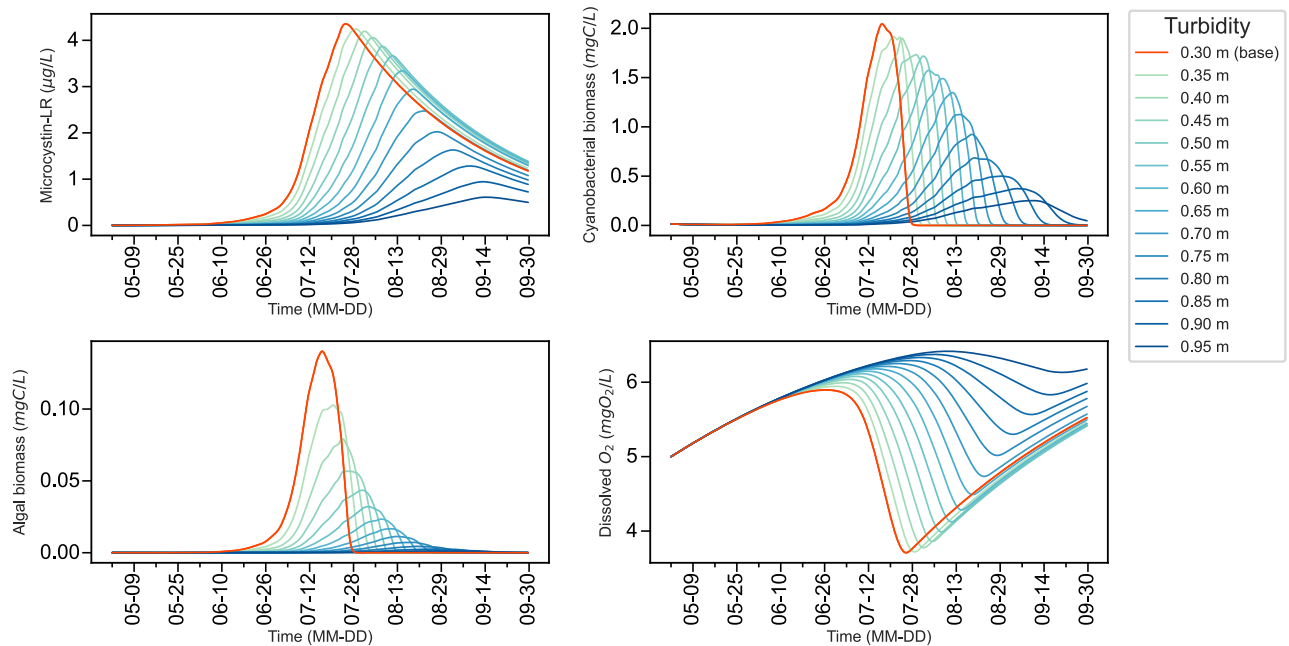 Microcystin-LR (μg/L)
4
3
2
1
0
05-09
05-25
06-10
06-26
07-12
07-28
08-13
08-29
09-14
09-30
Time (MM-DD)
Cyanobacterial biomass (mgC/L)
2.0
1.5
1.0
0.5
0.0
05-09
05-25
06-10
06-26
07-12
07-28
08-13
08-29
09-14
09-30
Time (MM-DD)
Turbidity
0.30 m (base)
0.35 m
0.40 m
0.45 m
0.50 m
0.55 m
0.60 m
0.65 m
0.70 m
0.75 m
0.80 m
0.85 m
0.90 m
0.95 m
Algal biomass (mgC/L)
0.10
0.05
0.00
05-09
05-25
06-10
06-26
07-12
07-28
08-13
08-29
09-14
09-30
Time (MM-DD)
Dissolved O₂ (mgO₂/L)
6
5
4
05-09
05-25
06-10
06-26
07-12
07-28
08-13
08-29
09-14
09-30
Time (MM-DD)